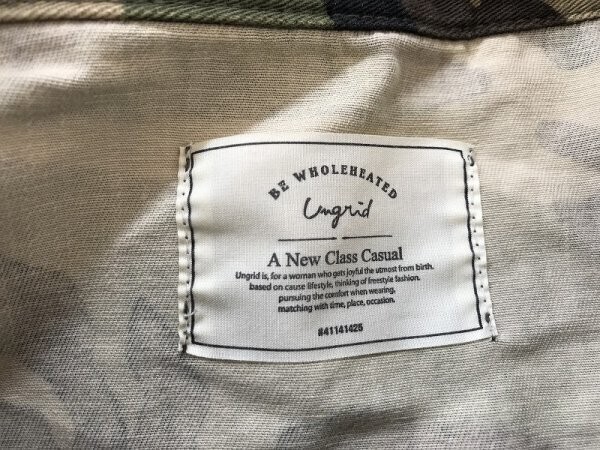 BE WHOLEHEATED
Ungrid
A New Class Casual
Ungrid is, for a woman who gets joyful the utmost from birth.
based on cause lifestyle, thinking of freestyle fashion.
pursuing the comfort when wearing,
matching with time, place, occasion.
#41141425